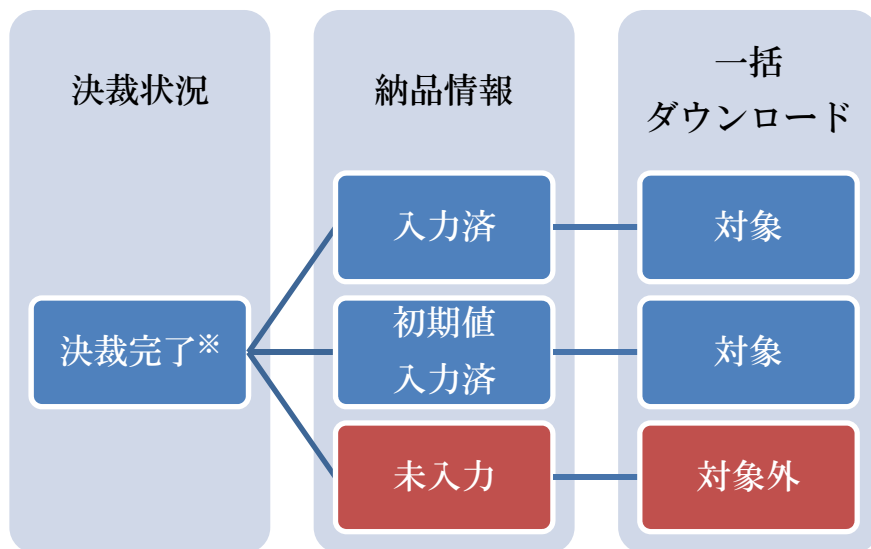 決裁状況
納品情報
一括
ダウンロード
決裁完了※
入力済
初期値
入力済
未入力
対象
対象
対象外